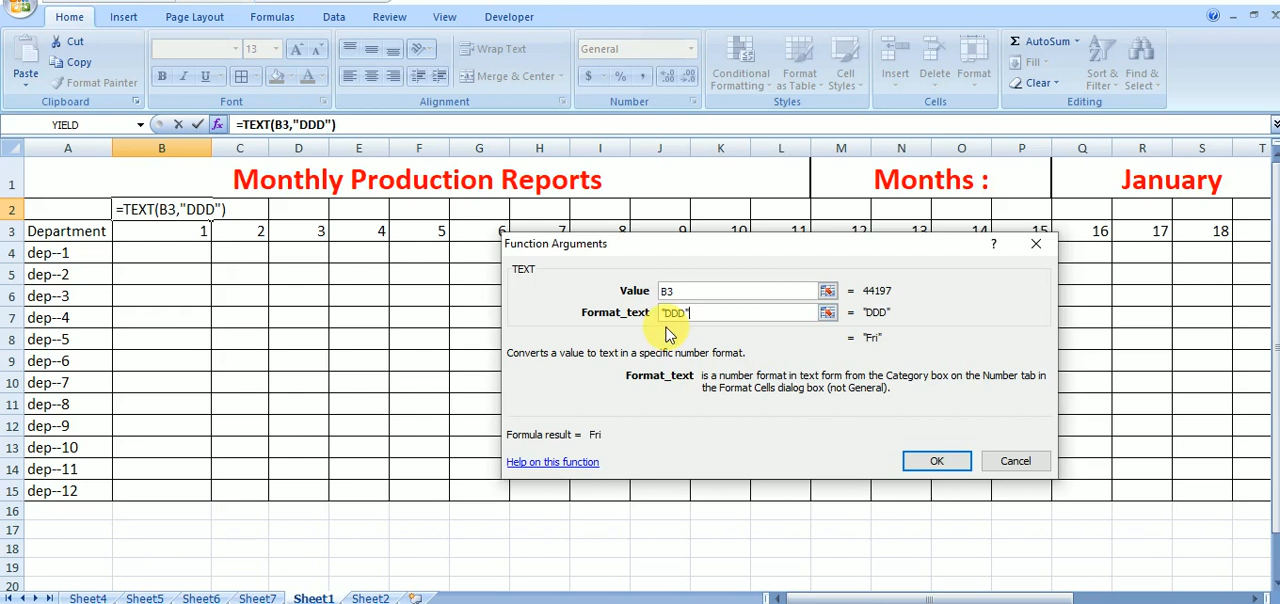 Home Insert Page Layout Formulas Data Review View Developer
Cut
Copy
Format Painter
Paste
13
Wrap Text
Merge & Center
General
Conditional Formatting
Format as Table
Cell Styles
Insert Delete Format
AutoSum
Fill
Clear
Sort & Filter
Find & Select
Clipboard Font Alignment Number Styles Cells Editing
YIELD fx =TEXT(B3,"DDD")
A B C D E F G H I J K L M N O P Q R S T
1 Monthly Production Reports Months : January
2 =TEXT(B3,"DDD")
3 Department 1 2 3 4 5 6 7 8 9 10 11 12 13 14 15 16 17 18
4 dep--1
5 dep--2
6 dep--3
7 dep--4
8 dep--5
9 dep--6
10 dep--7
11 dep--8
12 dep--9
13 dep--10
14 dep--11
15 dep--12
16
17
18
19
20
Function Arguments ?
TEXT
Value B3 = 44197
Format_text "DDD" = "DDD"
= "Fri"
Converts a value to text in a specific number format.
Format_text is a number format in text form from the Category box on the Number tab in
the Format Cells dialog box (not General).
Formula result = Fri
Help on this function OK Cancel
Sheet4 Sheet5 Sheet6 Sheet7 Sheet1 Sheet2